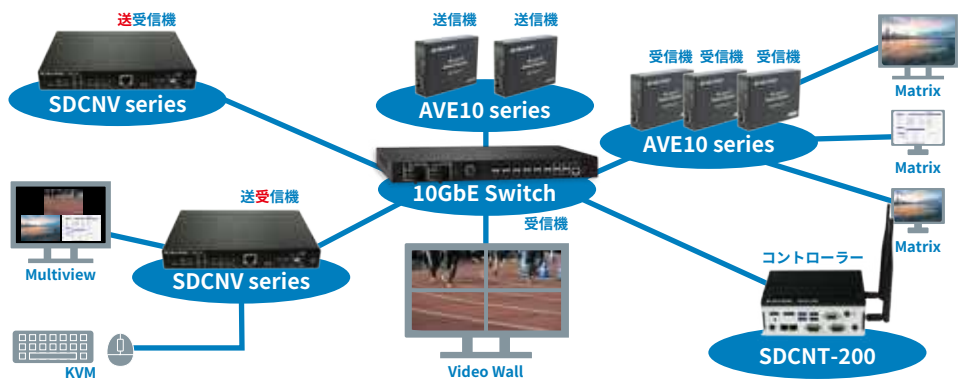 送受信機
SDCNV series
送信機
送信機
AVE10 series
受信機
受信機
受信機
AVE10 series
Matrix
Matrix
Matrix
10GbE Switch
送受信機
SDCNV series
Multiview
KVM
受信機
Video Wall
コントローラー
SDCNT-200